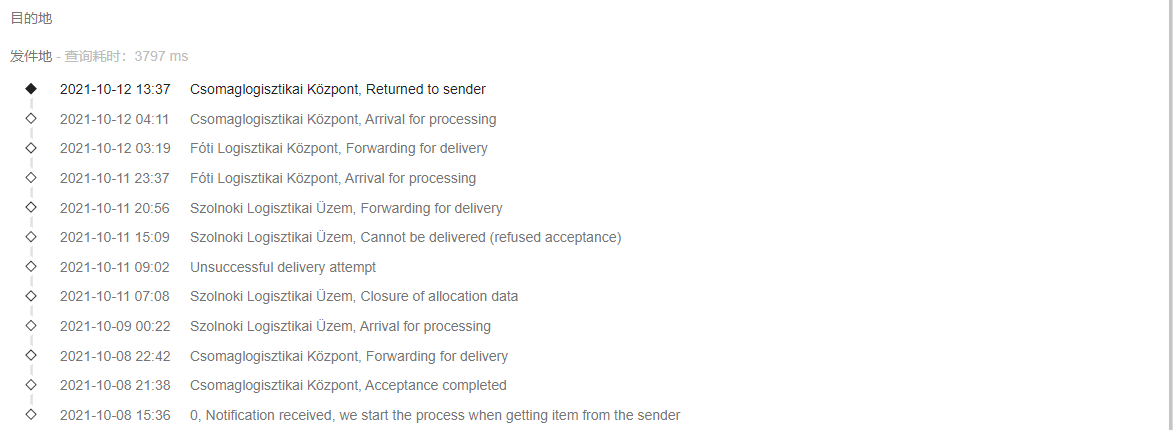 目的地
发件地 - 查询耗时：3797 ms
2021-10-12 13:37 Csomaglogisztikai Központ, Returned to sender
2021-10-12 04:11 Csomaglogisztikai Központ, Arrival for processing
2021-10-12 03:19 Fóti Logisztikai Központ, Forwarding for delivery
2021-10-11 23:37 Fóti Logisztikai Központ, Arrival for processing
2021-10-11 20:56 Szolnoki Logisztikai Üzem, Forwarding for delivery
2021-10-11 15:09 Szolnoki Logisztikai Üzem, Cannot be delivered (refused acceptance)
2021-10-11 09:02 Unsuccessful delivery attempt
2021-10-11 07:08 Szolnoki Logisztikai Üzem, Closure of allocation data
2021-10-09 00:22 Szolnoki Logisztikai Üzem, Arrival for processing
2021-10-08 22:42 Csomaglogisztikai Központ, Forwarding for delivery
2021-10-08 21:38 Csomaglogisztikai Központ, Acceptance completed
2021-10-08 15:36 0, Notification received, we start the process when getting item from the sender